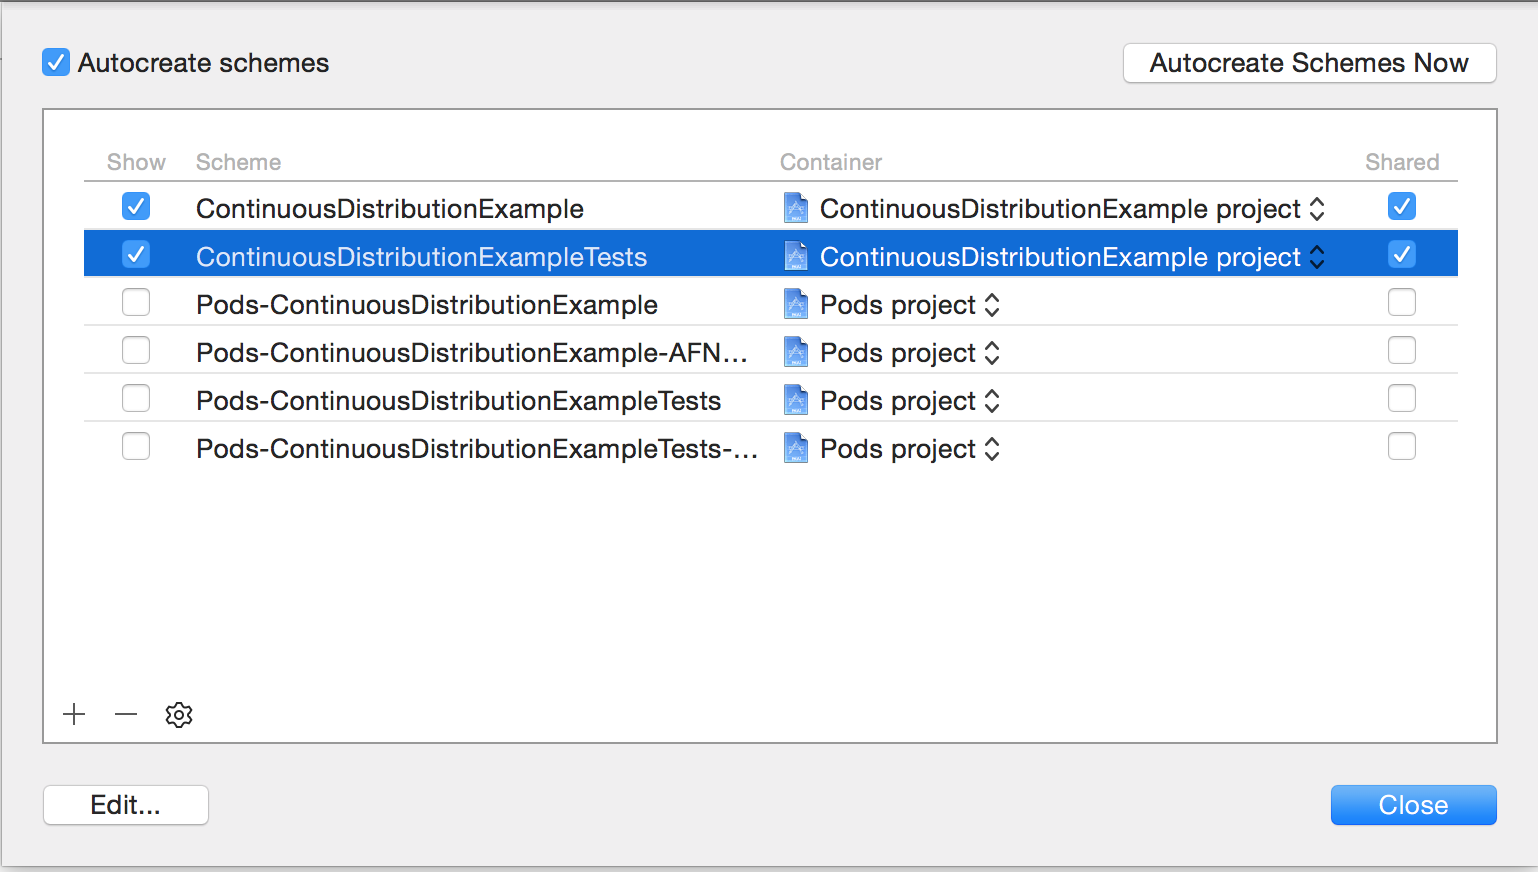 Autocreate schemes
Autocreate Schemes Now
Show Scheme Container Shared
ContinuousDistributionExample ContinuousDistributionExample project
ContinuousDistributionExampleTests ContinuousDistributionExample project
Pods-ContinuousDistributionExample Pods project
Pods-ContinuousDistributionExample-AFN... Pods project
Pods-ContinuousDistributionExampleTests Pods project
Pods-ContinuousDistributionExampleTests-... Pods project
Edit...
Close